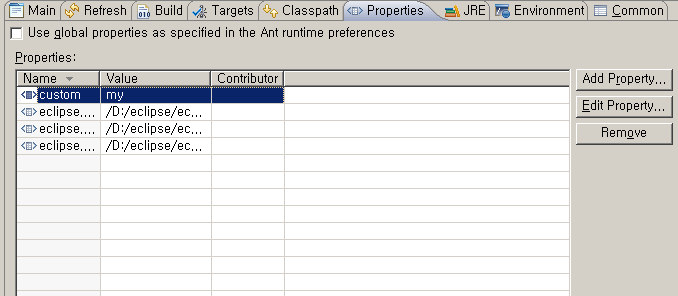 Main Refresh Build Targets Classpath Properties JRE Environment Common
Use global properties as specified in the Ant runtime preferences
Properties:
Name Value Contributor
custom my
eclipse.... /D:/eclipse/ec...
eclipse.... /D:/eclipse/ec...
eclipse.... /D:/eclipse/ec...
Add Property...
Edit Property...
Remove